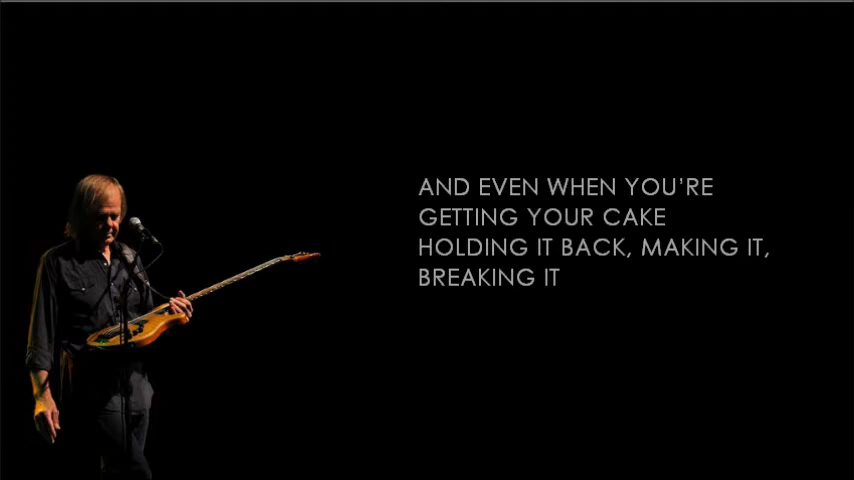 AND EVEN WHEN YOU'RE
GETTING YOUR CAKE
HOLDING IT BACK, MAKING IT,
BREAKING IT